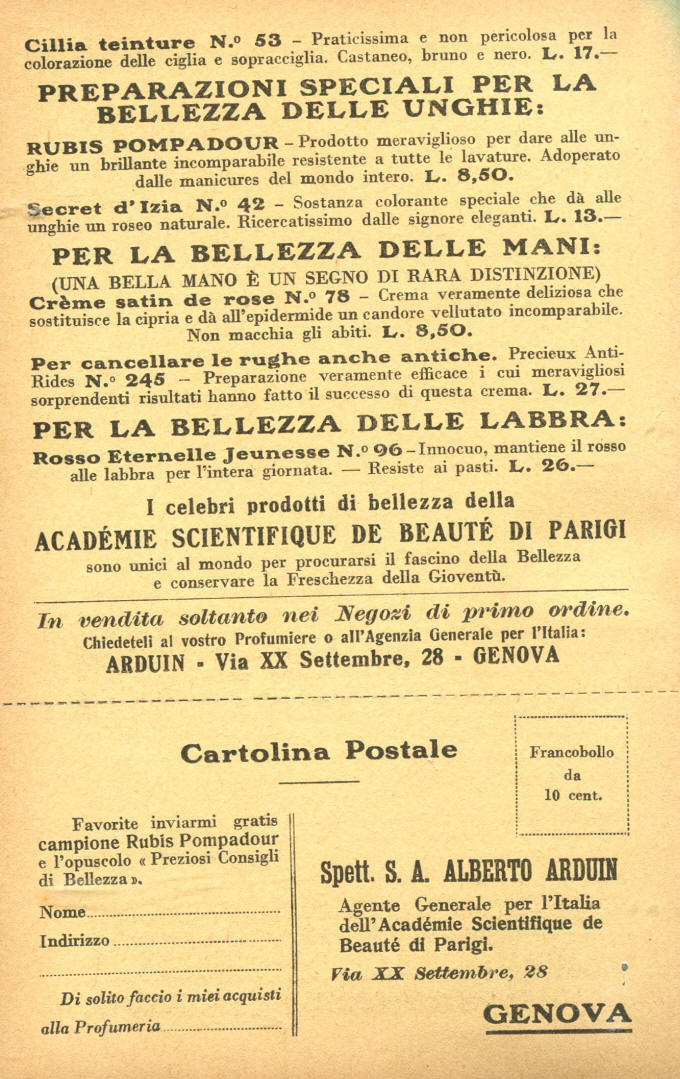 Cillia teinture N.º 53 – Praticissima e non pericolosa per la
colorazione delle ciglia e sopracciglia. Castaneo, bruno e nero. L. 17.—
PREPARAZIONI SPECIALI PER LA
BELLEZZA DELLE UNGHIE:
RUBIS POMPADOUR – Prodotto meraviglioso per dare alle un-
ghie un brillante incomparabile resistente a tutte le lavature. Adoperato
dalle manicures del mondo intero. L. 8,50.
Secret d'Izia N.º 42 – Sostanza colorante speciale che dà alle
unghie un roseo naturale. Ricercatissimo dalle signore eleganti. L. 13.—
PER LA BELLEZZA DELLE MANI:
(UNA BELLA MANO È UN SEGNO DI RARA DISTINZIONE)
Crème satin de rose N.º 78 – Crema veramente deliziosa che
sostituisce la cipria e dà all'epidermide un candore vellutato incomparabile.
Non macchia gli abiti. L. 8,50.
Per cancellare le rughe anche antiche. Precieux Anti-
Rides N.º 245 – Preparazione veramente efficace i cui meravigliosi
sorprendenti risultati hanno fatto il successo di questa crema. L. 27.—
PER LA BELLEZZA DELLE LABBRA:
Rosso Eternelle Jeunesse N.º 96 – Innocuo, mantiene il rosso
alle labbra per l'intera giornata. — Resiste ai pasti. L. 26.—
I celebri prodotti di bellezza della
ACADÉMIE SCIENTIFIQUE DE BEAUTÉ DI PARIGI
sono unici al mondo per procurarsi il fascino della Bellezza
e conservare la Freschezza della Gioventù.
In vendita soltanto nei Negozi di primo ordine.
Chiedeteli al vostro Profumiere o all'Agenzia Generale per l'Italia:
ARDUIN - Via XX Settembre, 28 - GENOVA
Cartolina Postale
Francobollo
da
10 cent.
Favorite inviarmi gratis
campione Rubis Pompadour
e l'opuscolo « Preziosi Consigli
di Bellezza ».
Nome
Indirizzo
Di solito faccio i miei acquisti
alla Profumeria
Spett. S. A. ALBERTO ARDUIN
Agente Generale per l'Italia
dell'Académie Scientifique de
Beauté di Parigi.
Via XX Settembre, 28
GENOVA